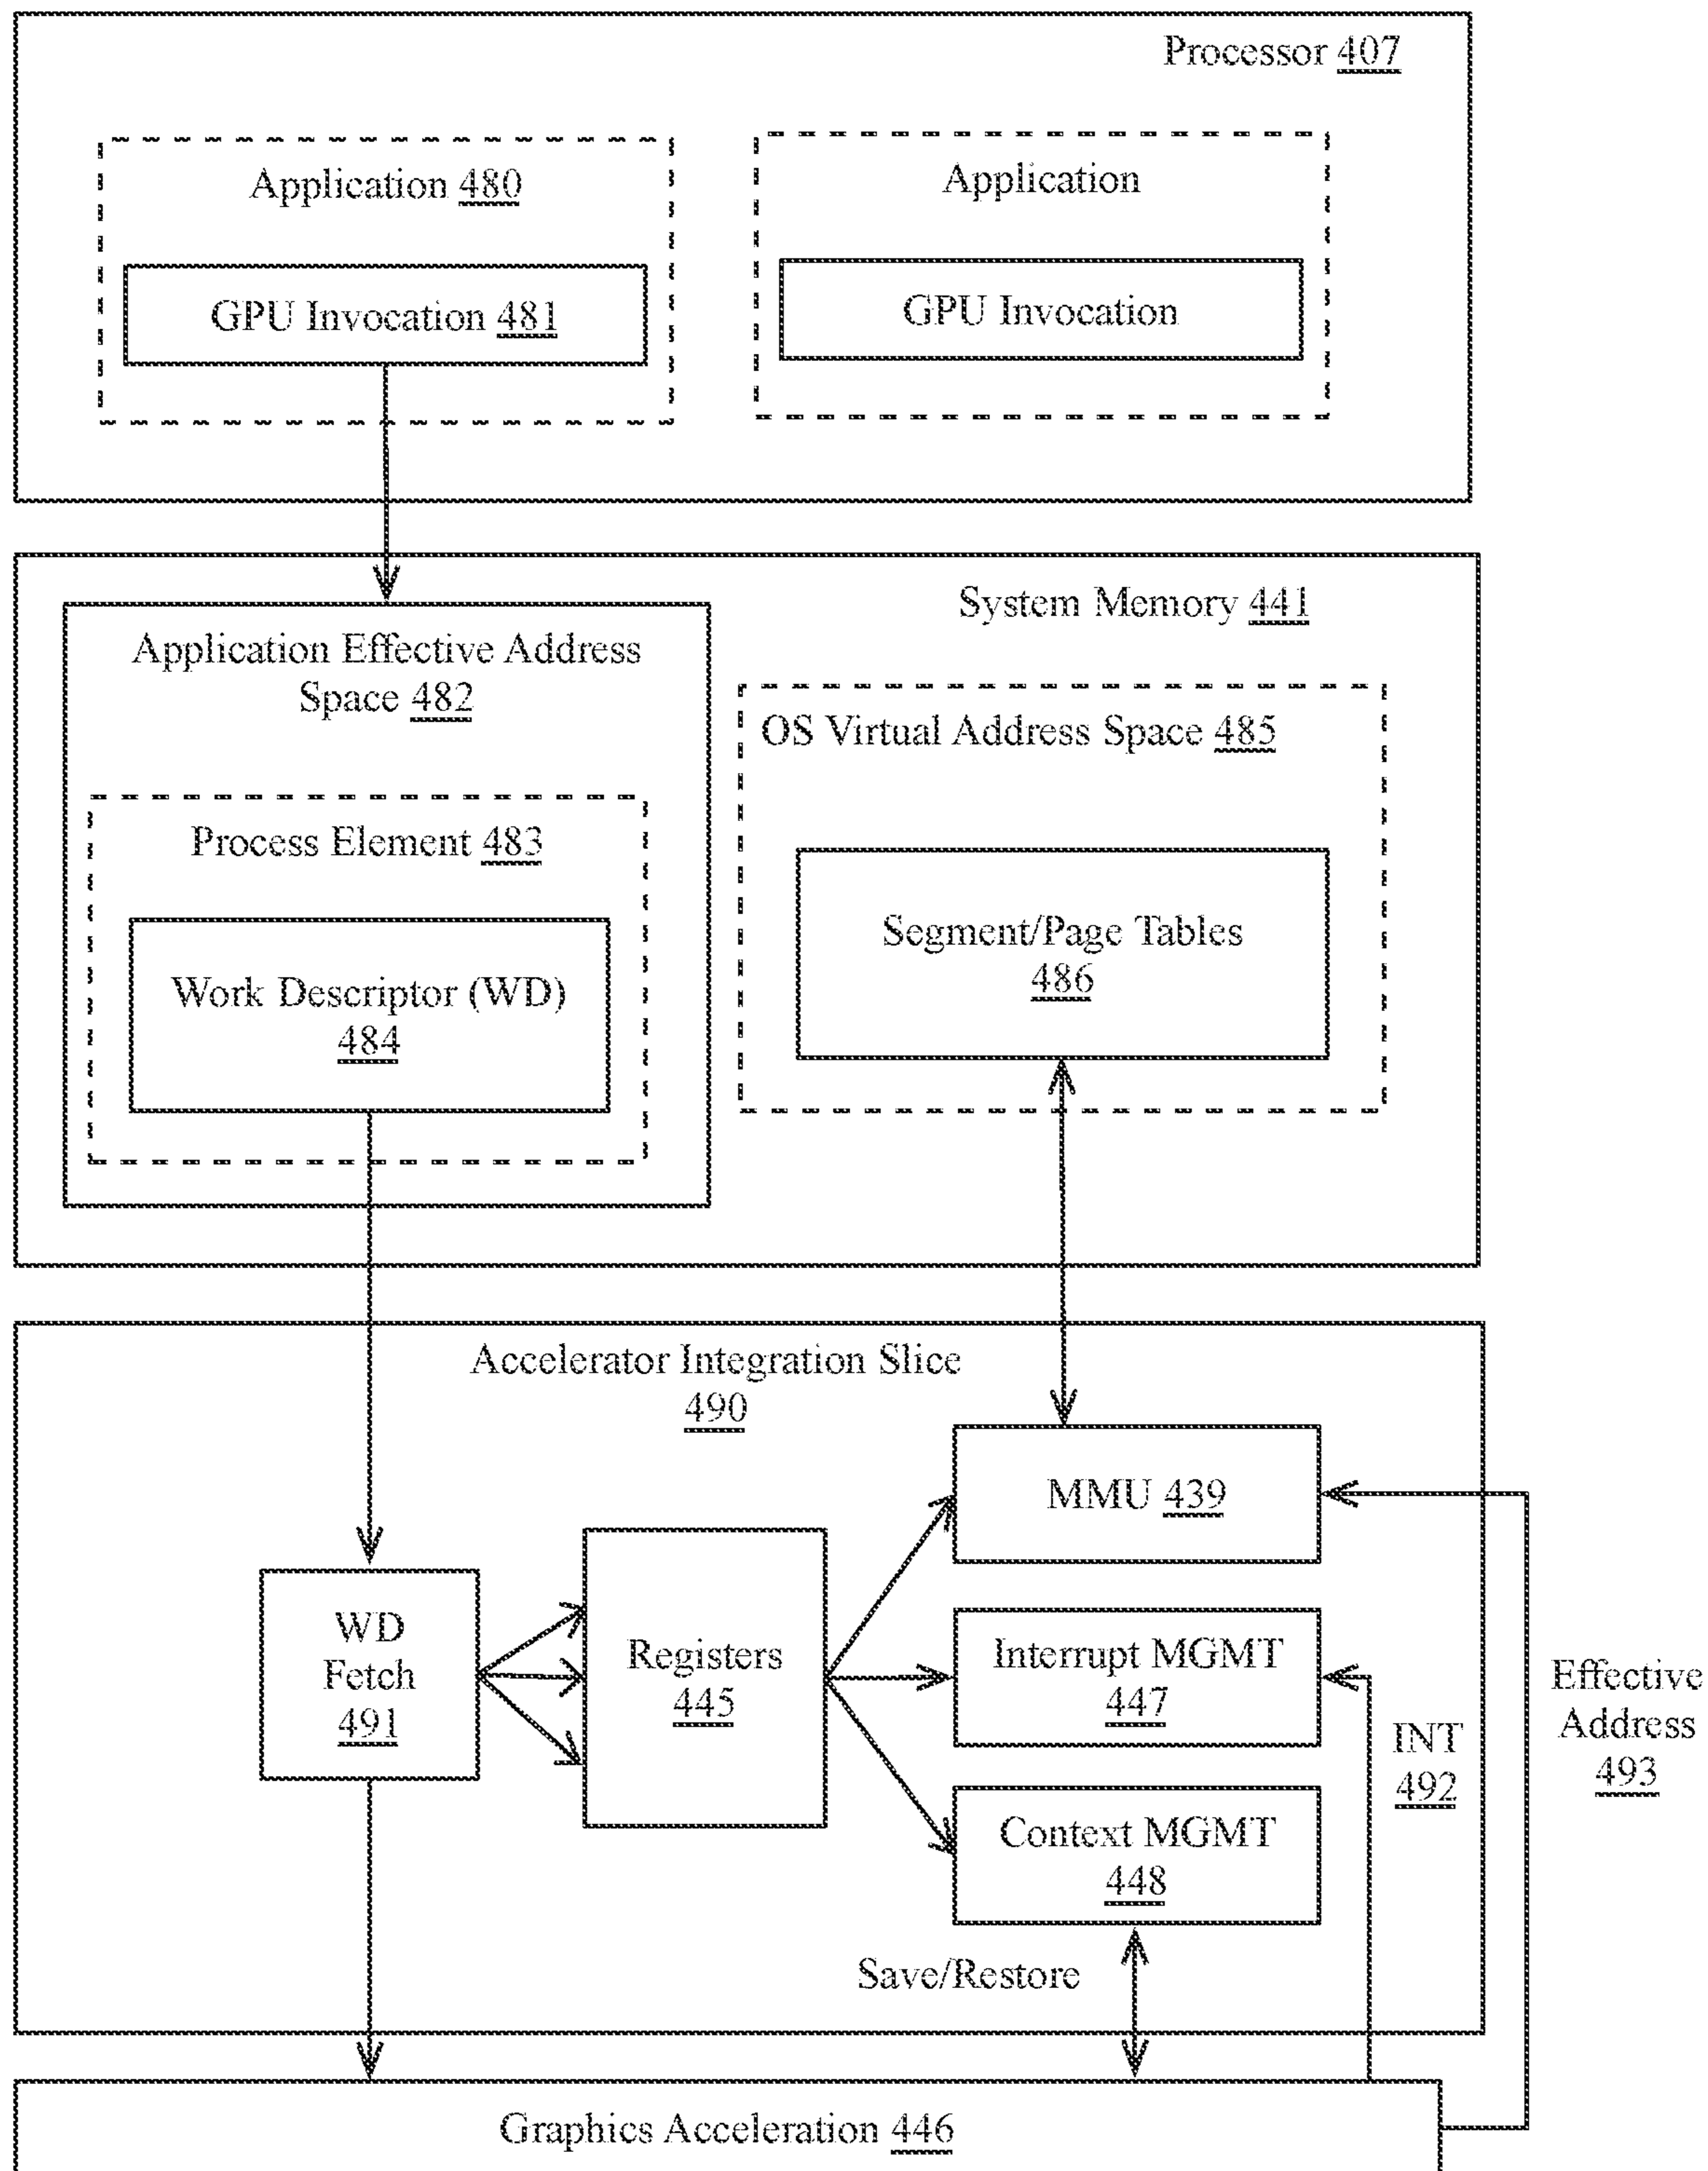 Processor 407
Application 480
Application
GPU Invocation 481
GPU Invocation
System Memory 441
Application Effective Address
Space 482
OS Virtual Address Space 485
Process Element 483
Segment/Page Tables
486
Work Descriptor (WD)
484
Accelerator Integration Slice
490
MMU 439
WD
Fetch
491
Registers
445
Interrupt MGMT
447
Effective
Address
493
INT
492
Context MGMT
448
Save/Restore
Graphics Acceleration 446